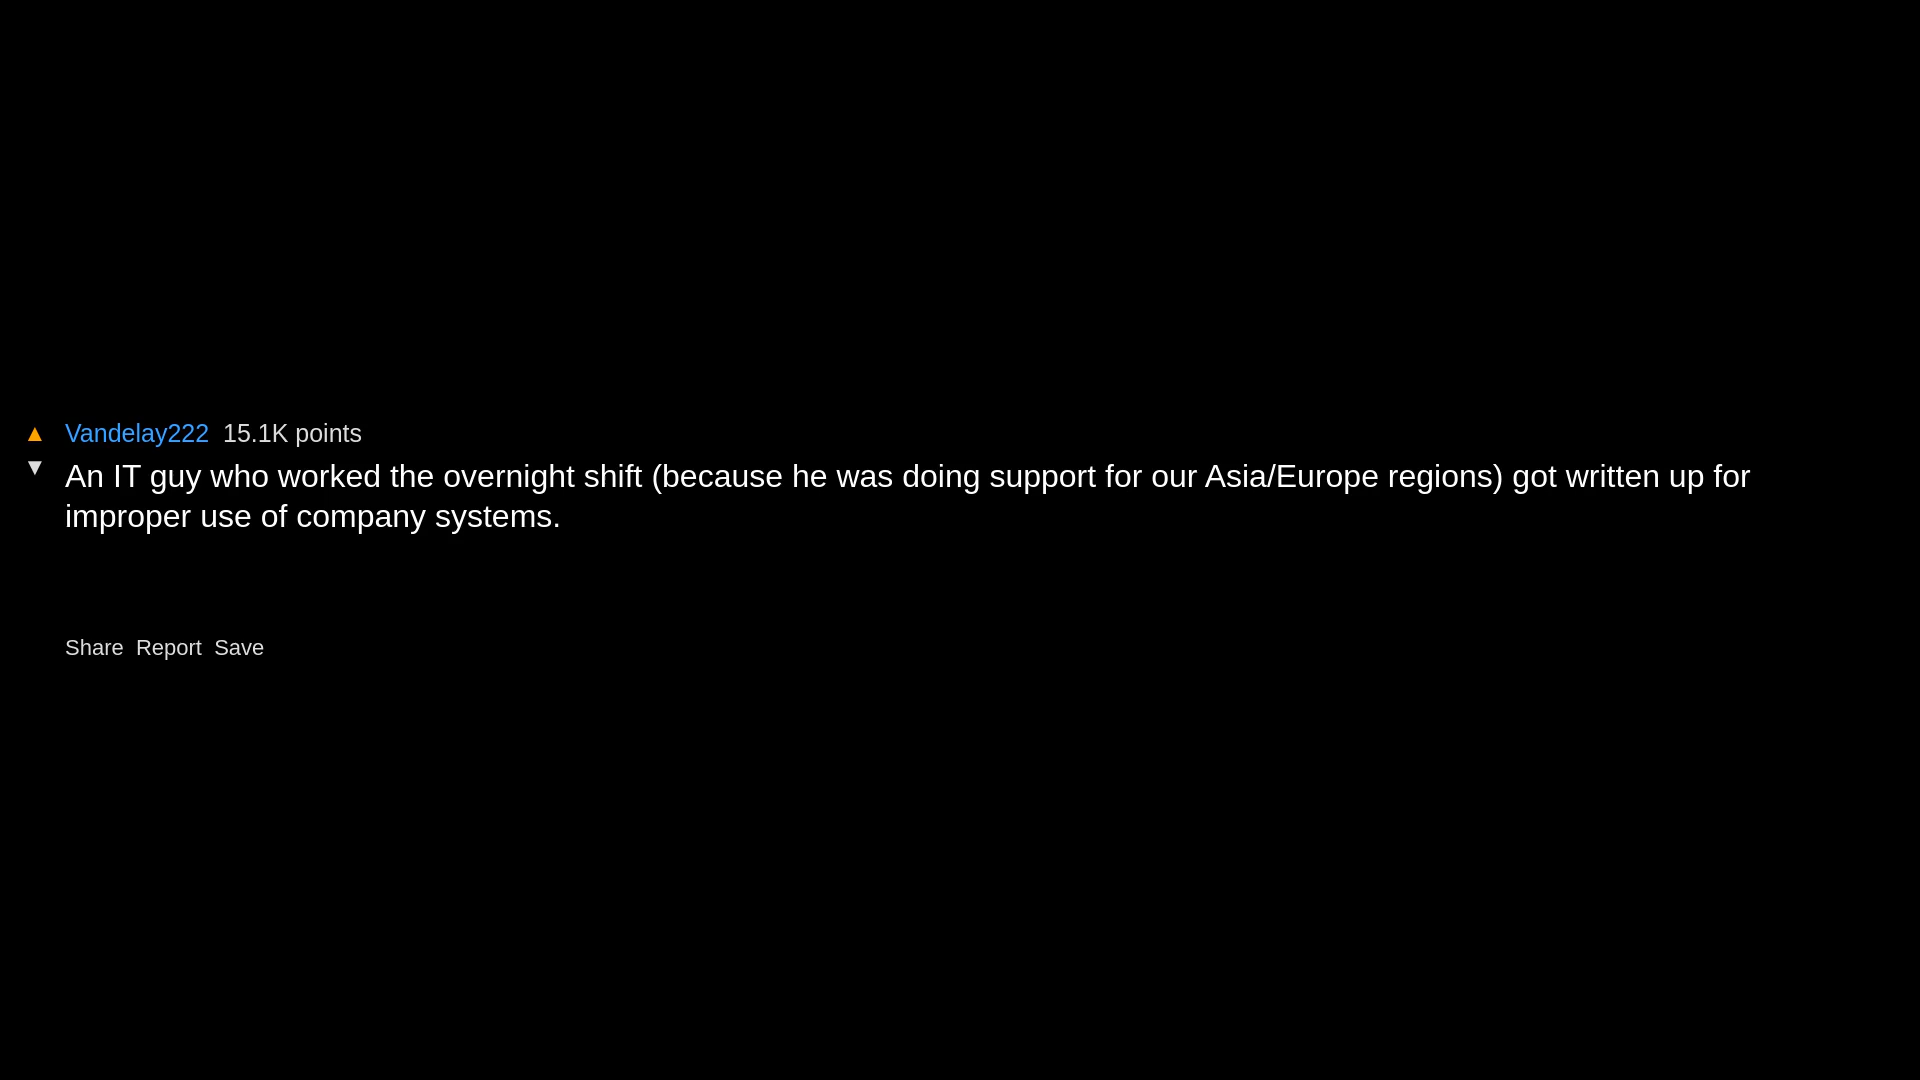 ▲ Vandelay222 15.1K points
▼ An IT guy who worked the overnight shift (because he was doing support for our Asia/Europe regions) got written up for
improper use of company systems.
Share Report Save